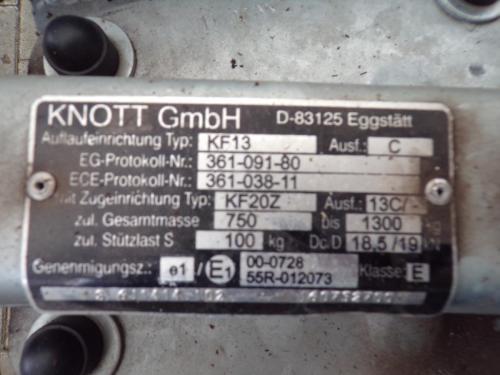 KNOTT GmbH D-83125 Eggstätt
Auflaufeinrichtung Typ: KF13 Ausf.: C
EG-Protokoll-Nr.: 361-091-80
ECE-Protokoll-Nr.: 361-038-11
mit Zugeinrichtung Typ: KF20Z Ausf.: 13C/-
zul. Gesamtmasse 750 bis 1300 kg
zul. Stützlast S 100 kg Dc/D 18,5/19 kN
Genehmigungsz.: e1 / E1 00-0728 Klasse: E
55R-012073